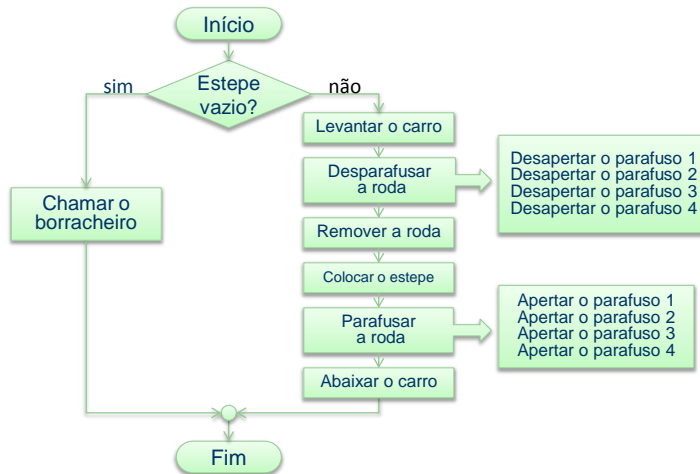 Início
Estepe
vazio?
sim
não
Levantar o carro
Desparafusar
a roda
Desapertar o parafuso 1
Desapertar o parafuso 2
Desapertar o parafuso 3
Desapertar o parafuso 4
Chamar o
borracheiro
Remover a roda
Colocar o estepe
Parafusar
a roda
Apertar o parafuso 1
Apertar o parafuso 2
Apertar o parafuso 3
Apertar o parafuso 4
Abaixar o carro
Fim